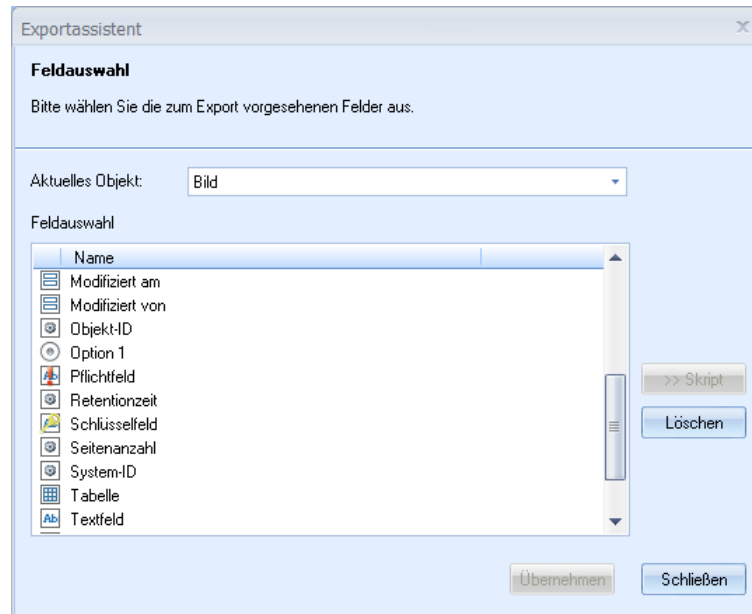 Exportassistent
Feldauswahl
Bitte wählen Sie die zum Export vorgesehenen Felder aus.
Aktuelles Objekt: Bild
Feldauswahl
Name
Modifiziert am
Modifiziert von
Objekt-ID
Option 1
Pflichtfeld
Retentionzeit
Schlüsselfeld
Seitenanzahl
System-ID
Tabelle
Ab Textfeld
>> Skript
Löschen
Übernehmen Schließen